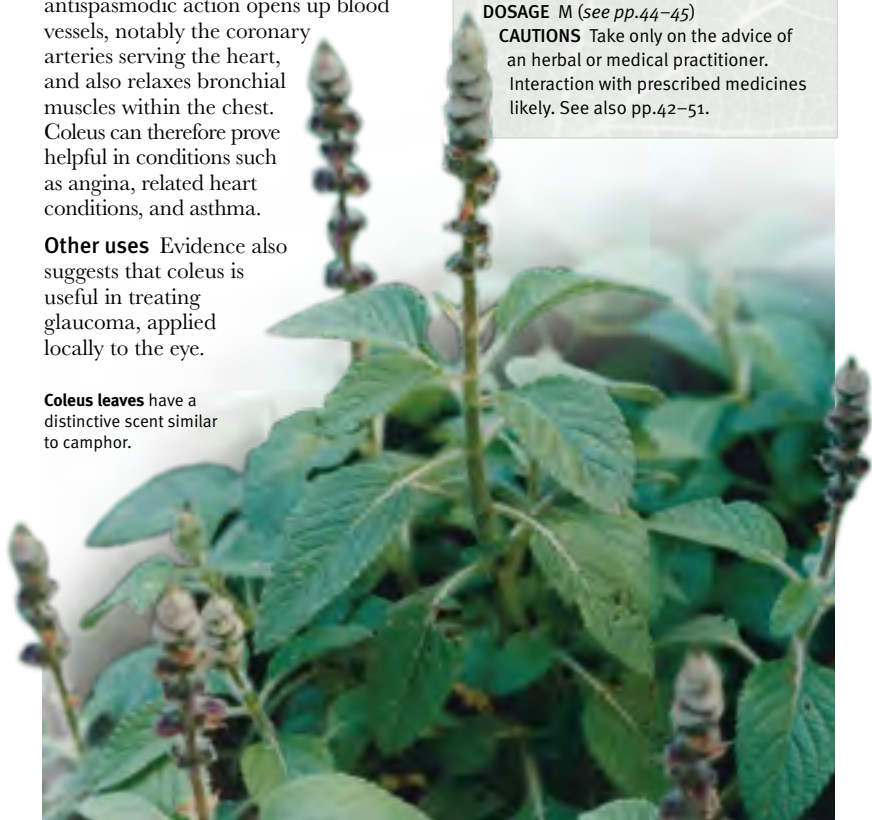 antispasmodic action opens up blood
vessels, notably the coronary
arteries serving the heart,
and also relaxes bronchial
muscles within the chest.
Coleus can therefore prove
helpful in conditions such
as angina, related heart
conditions, and asthma.
Other uses Evidence also
suggests that coleus is
useful in treating
glaucoma, applied
locally to the eye.
Coleus leaves have a
distinctive scent similar
to camphor.
DOSAGE M (see pp.44–45)
CAUTIONS Take only on the advice of
an herbal or medical practitioner.
Interaction with prescribed medicines
likely. See also pp.42–51.